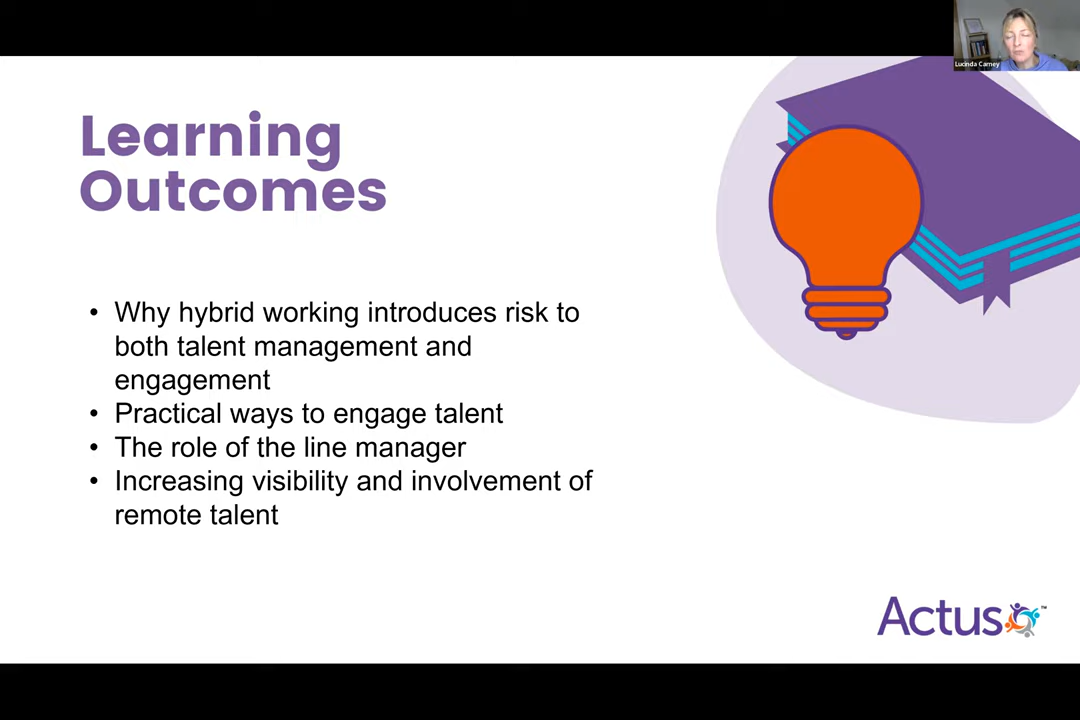 Lucinda Carney
Learning
Outcomes
• Why hybrid working introduces risk to
both talent management and
engagement
• Practical ways to engage talent
• The role of the line manager
• Increasing visibility and involvement of
remote talent
Actus™